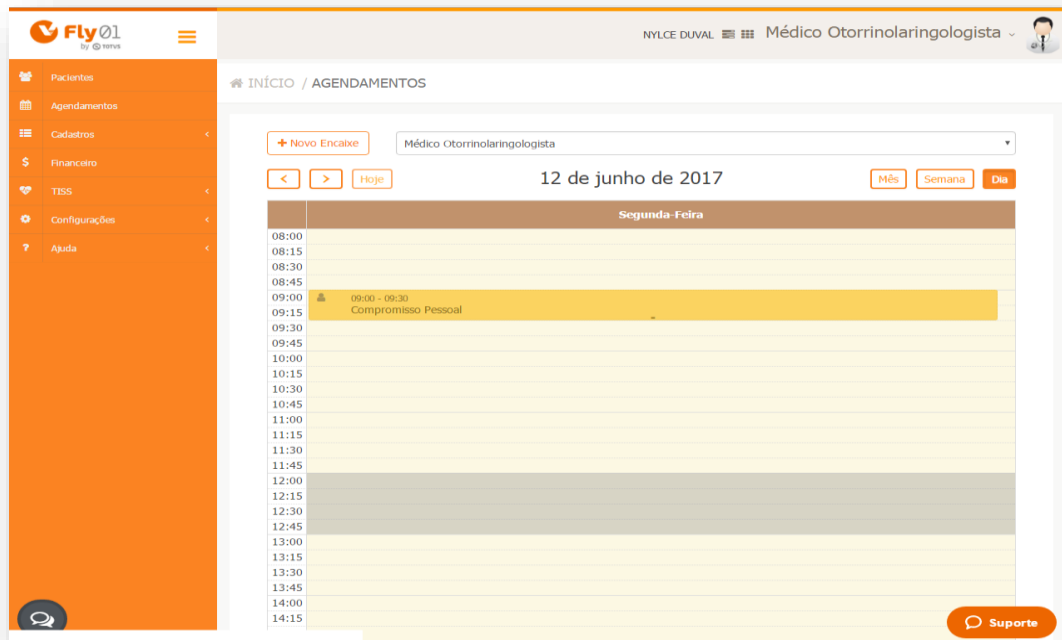 Fly01
by totvs
NYLCE DUVAL Médico Otorrinolaringologista
Pacientes
Agendamentos
Cadastros
Financeiro
TISS
Configurações
Ajuda
INÍCIO / AGENDAMENTOS
+ Novo Encaixe
Médico Otorrinolaringologista
< > Hoje
12 de junho de 2017
Mês Semana Dia
Segunda-Feira
08:00
08:15
08:30
08:45
09:00 09:00 - 09:30
09:15 Compromisso Pessoal
09:30
09:45
10:00
10:15
10:30
10:45
11:00
11:15
11:30
11:45
12:00
12:15
12:30
12:45
13:00
13:15
13:30
13:45
14:00
14:15
Suporte